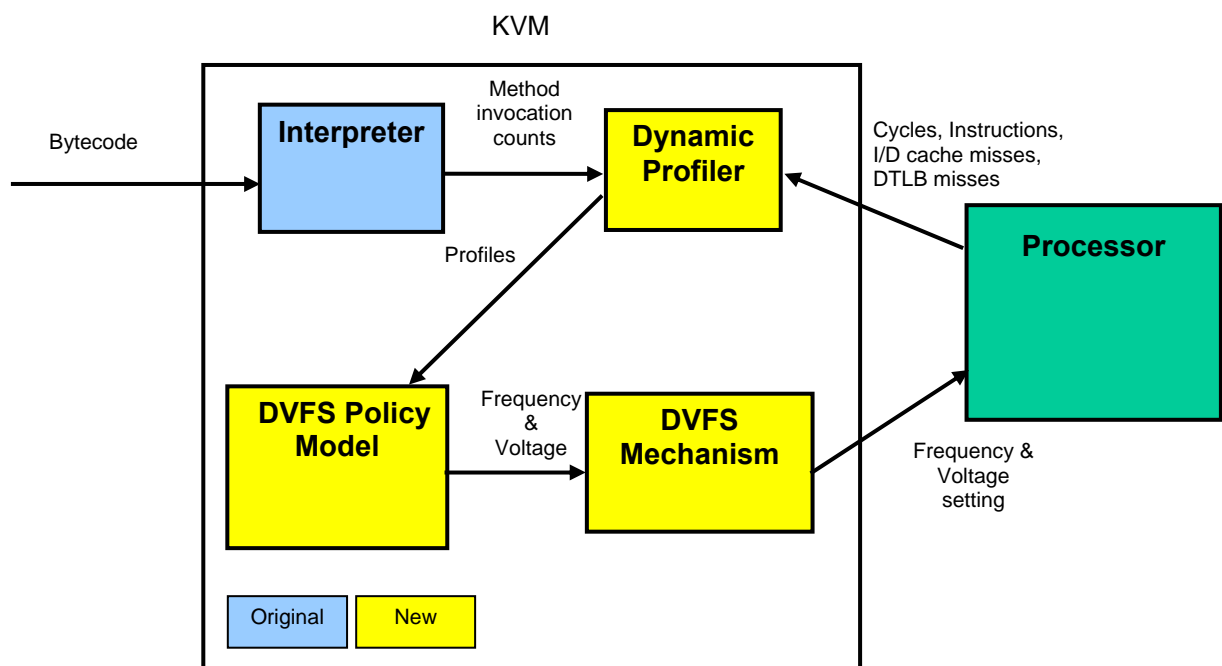 KVM
Bytecode
Interpreter
Method
invocation
counts
Dynamic
Profiler
Cycles, Instructions,
I/D cache misses,
DTLB misses
Processor
Profiles
DVFS Policy
Model
Frequency
&
Voltage
DVFS
Mechanism
Frequency &
Voltage
setting
Original
New